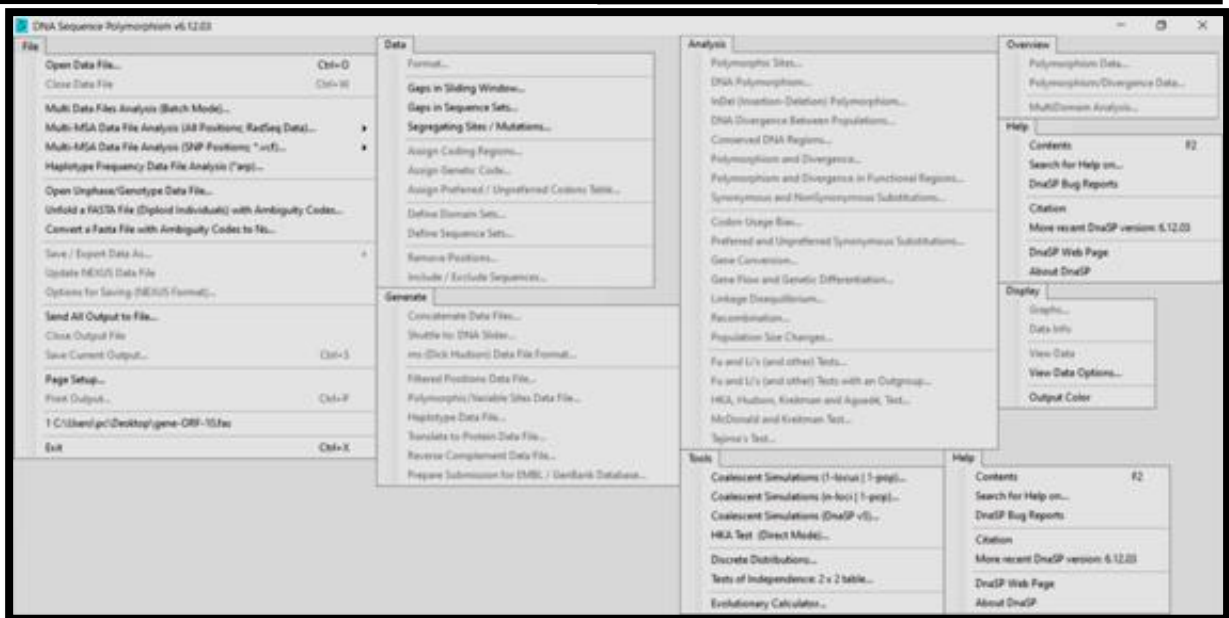 DNA Sequence Polymorphism v6.12.03
File
Open Data File... Ctrl+O
Close Data File Ctrl+W
Multi Data Files Analysis (Batch Mode)...
Multi-MSA Data File Analysis (All Positions; RadSeq Data)...
Multi-MSA Data File Analysis (SNP Positions; *.vcf)...
Haplotype Frequency Data File Analysis (*arp)...
Open Unphase/Genotype Data File...
Unfold a FASTA File (Diploid Individuals) with Ambiguity Codes...
Convert a Fasta File with Ambiguity Codes to Ns...
Save / Export Data As...
Update NEXUS Data File
Options for Saving (NEXUS Format)...
Send All Output to File...
Close Output File
Save Current Output... Ctrl+S
Page Setup...
Print Output... Ctrl+P
1 C:\Users\pc\Desktop\gene-ORF-10.fas
Exit Ctrl+X
Data
Format...
Gaps in Sliding Window...
Gaps in Sequence Sets...
Segregating Sites / Mutations...
Assign Coding Regions...
Assign Genetic Code...
Assign Preferred / Unpreferred Codons Table...
Define Domain Sets...
Define Sequence Sets...
Remove Positions...
Include / Exclude Sequences...
Generate
Concatenate Data Files...
Shuttle to: DNA Slider...
ms (Dick Hudson) Data File Format...
Filtered Positions Data File...
Polymorphic/Variable Sites Data File...
Haplotype Data File...
Translate to Protein Data File...
Reverse Complement Data File...
Prepare Submission for EMBL / GenBank Database...
Analysis
Polymorphic Sites...
DNA Polymorphism...
InDel (Insertion-Deletion) Polymorphism...
DNA Divergence Between Populations...
Conserved DNA Regions...
Polymorphism and Divergence...
Polymorphism and Divergence in Functional Regions...
Synonymous and NonSynonymous Substitutions...
Codon Usage Bias...
Preferred and Unpreferred Synonymous Substitutions...
Gene Conversion...
Gene Flow and Genetic Differentiation...
Linkage Disequilibrium...
Recombination...
Population Size Changes...
Fu and Li's (and other) Tests...
Fu and Li's (and other) Tests with an Outgroup...
HKA, Hudson, Kreitman and Aguadé, Test...
McDonald and Kreitman Test...
Tajima's Test...
Tools
Coalescent Simulations (1-locus | 1-pop)...
Coalescent Simulations (n-loci | 1-pop)...
Coalescent Simulations (DnaSP v5)...
HKA Test (Direct Mode)...
Discrete Distributions...
Tests of Independence: 2 x 2 table...
Evolutionary Calculator...
Overview
Polymorphism Data...
Polymorphism/Divergence Data...
MultiDomain Analysis...
Help
Contents F2
Search for Help on...
DnaSP Bug Reports
Citation
More recent DnaSP version: 6.12.03
DnaSP Web Page
About DnaSP
Display
Graphs...
Data Info
View Data
View Data Options...
Output Color
Help
Contents F2
Search for Help on...
DnaSP Bug Reports
Citation
More recent DnaSP version: 6.12.03
DnaSP Web Page
About DnaSP